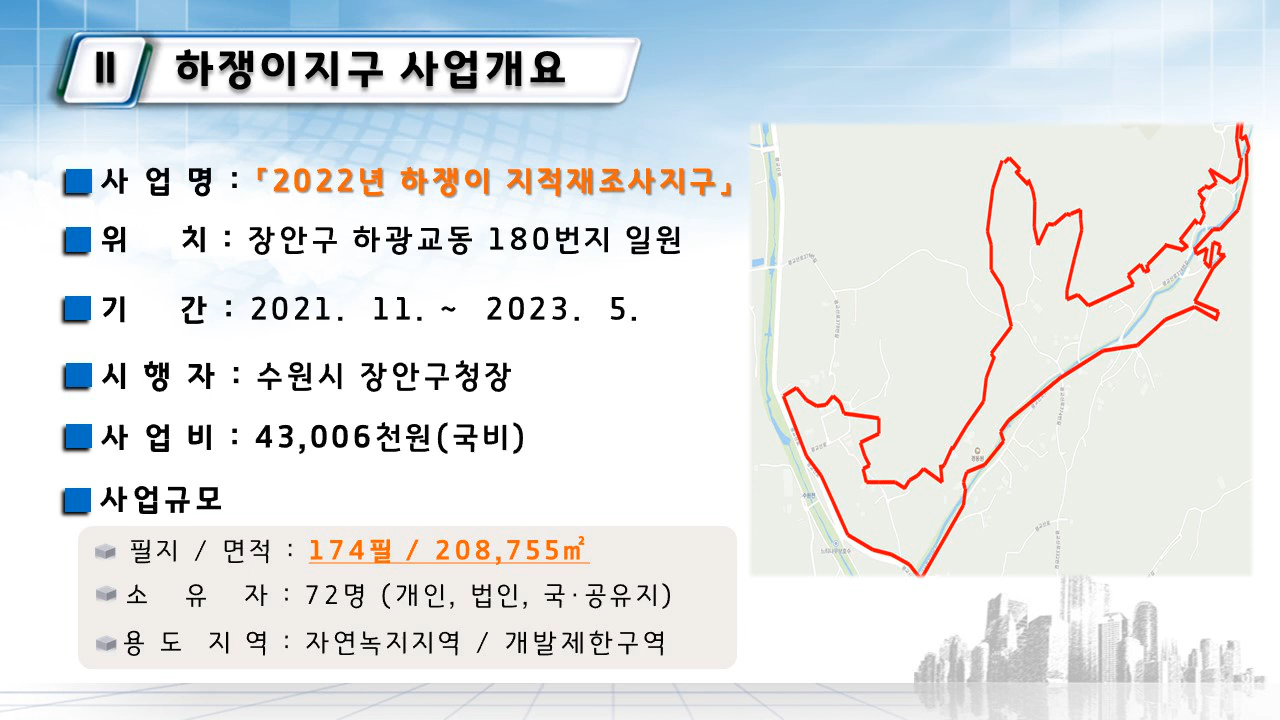 II 하쟁이지구 사업개요
사 업 명 : 「2022년 하쟁이 지적재조사지구」
위 치 : 장안구 하광교동 180번지 일원
기 간 : 2021. 11. ~ 2023. 5.
시 행 자 : 수원시 장안구청장
사 업 비 : 43,006천원(국비)
사업규모
필지 / 면적 : 174필 / 208,755㎡
소 유 자 : 72명 (개인, 법인, 국·공유지)
용 도 지 역 : 자연녹지지역 / 개발제한구역